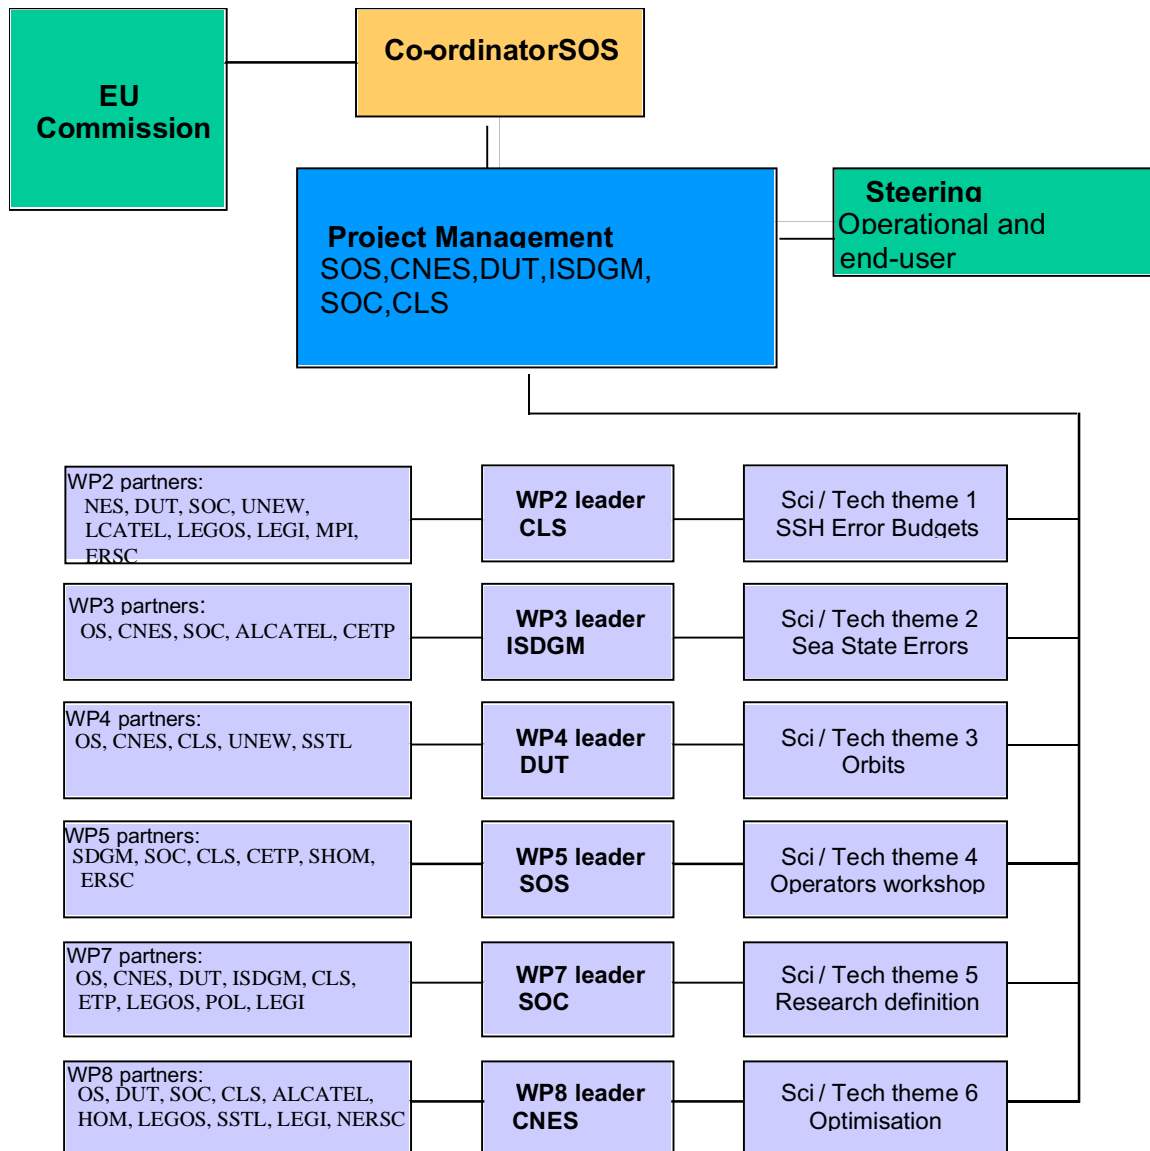 Co-ordinatorSOS
EU
Commission
Steering
Operational and
end-user
Project Management
SOS,CNES,DUT,ISDGM,
SOC,CLS
WP2 partners:
NES, DUT, SOC, UNEW,
LCATEL, LEGOS, LEGI, MPI,
ERSC
WP2 leader
CLS
Sci / Tech theme 1
SSH Error Budgets
WP3 partners:
OS, CNES, SOC, ALCATEL, CETP
WP3 leader
ISDGM
Sci / Tech theme 2
Sea State Errors
WP4 partners:
OS, CNES, CLS, UNEW, SSTL
WP4 leader
DUT
Sci / Tech theme 3
Orbits
WP5 partners:
SDGM, SOC, CLS, CETP, SHOM,
ERSC
WP5 leader
SOS
Sci / Tech theme 4
Operators workshop
WP7 partners:
OS, CNES, DUT, ISDGM, CLS,
ETP, LEGOS, POL, LEGI
WP7 leader
SOC
Sci / Tech theme 5
Research definition
WP8 partners:
OS, DUT, SOC, CLS, ALCATEL,
HOM, LEGOS, SSTL, LEGI, NERSC
WP8 leader
CNES
Sci / Tech theme 6
Optimisation